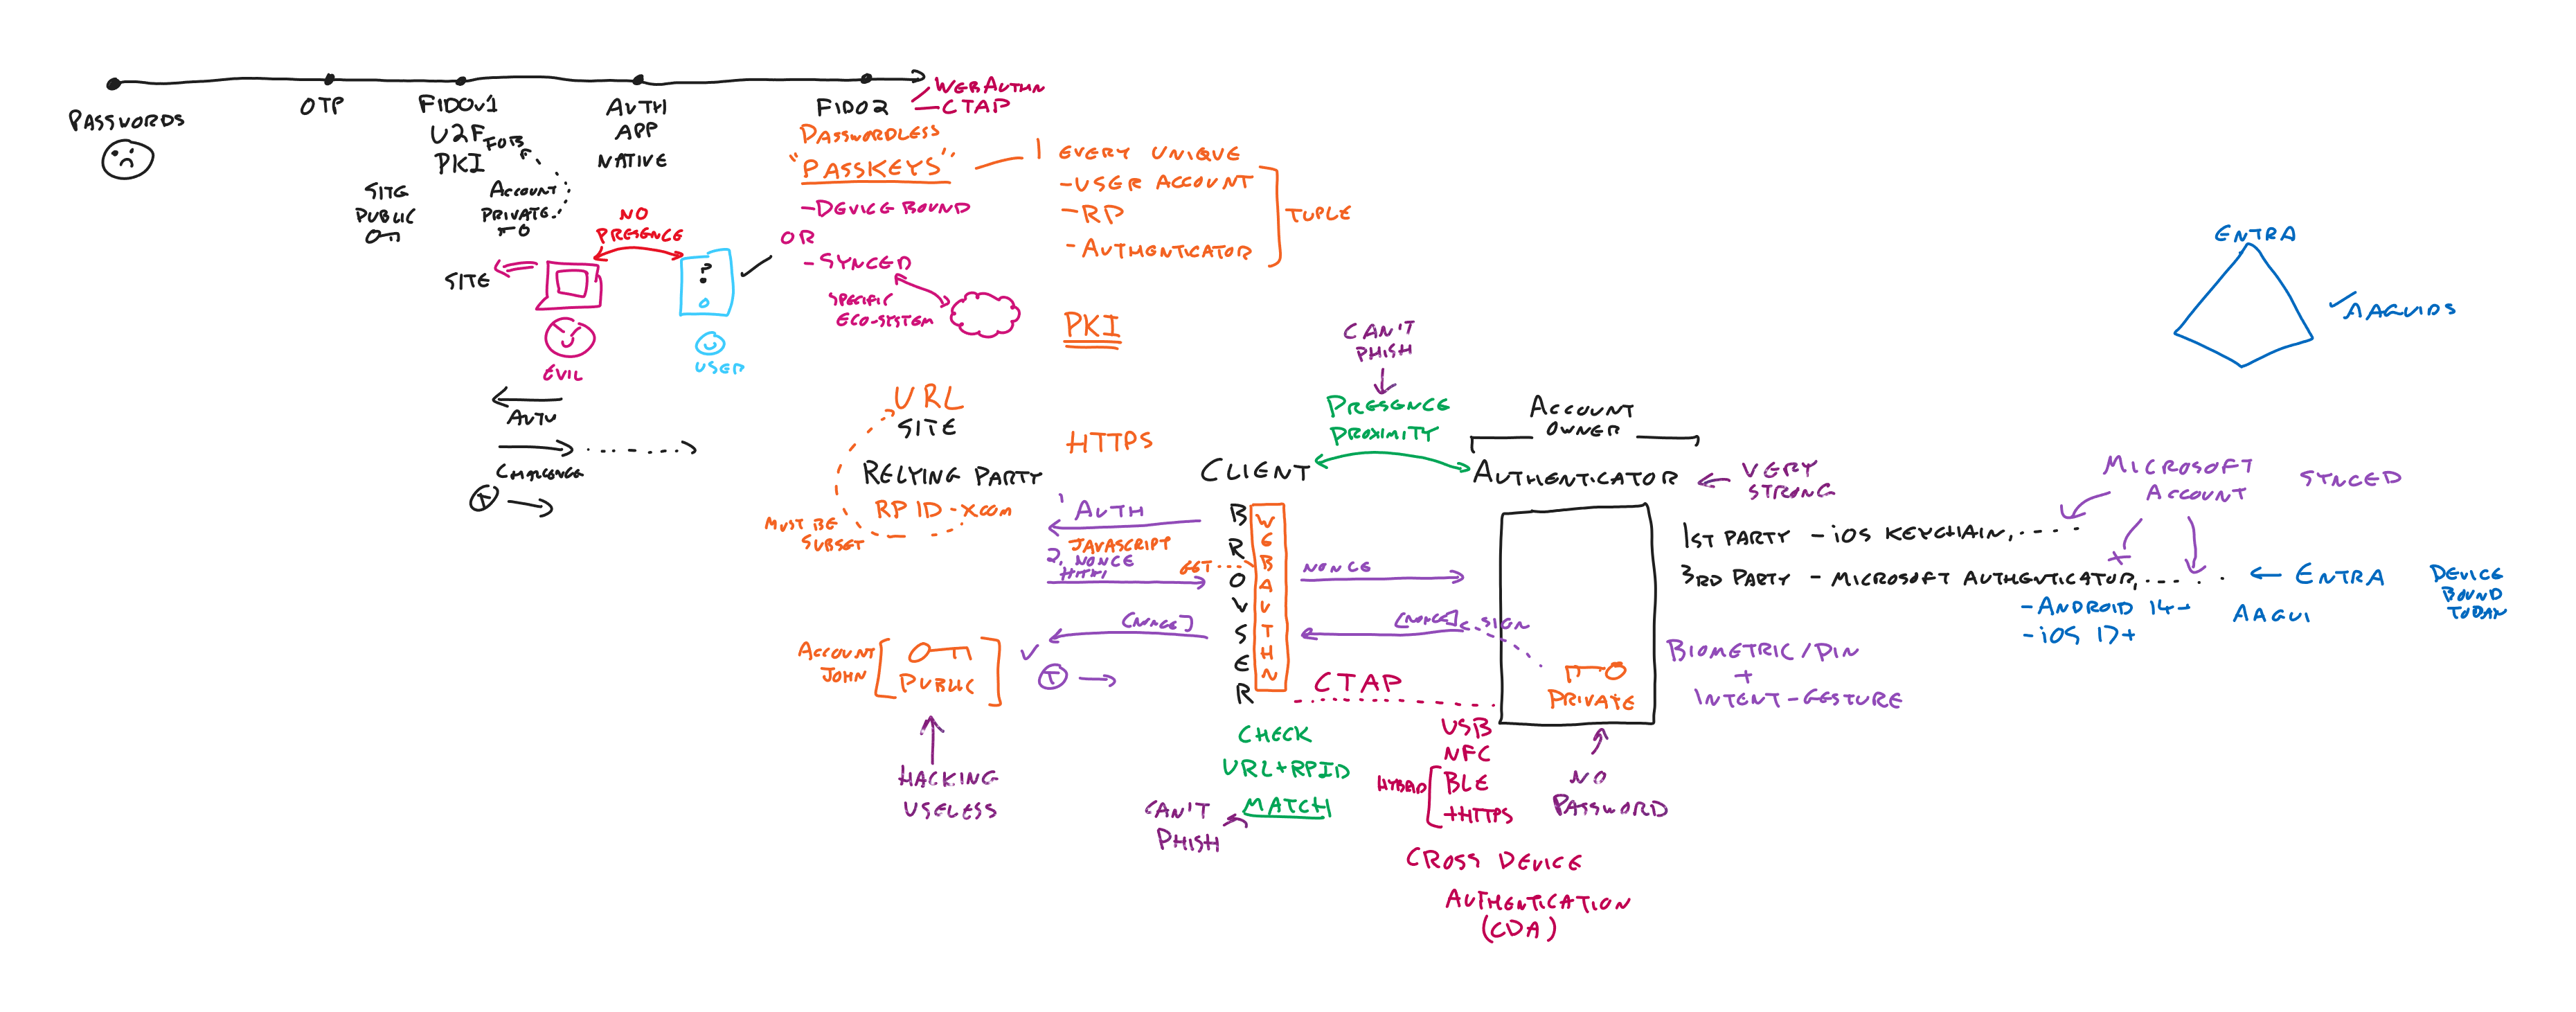 PASSWORDS
OTP
FIDOV1
U2F FOB
PKI
SITE
PUBLIC
ACCOUNT
PRIVATE
AUTH
APP
NATIVE
FIDO2
WEBAUTHN
CTAP
PASSWORDLESS
"PASSKEYS"
-DEVICE BOUND
OR
-SYNCED
SPECIFIC
ECO-SYSTEM
1 EVERY UNIQUE
-USER ACCOUNT
-RP
-AUTHENTICATOR
TUPLE
NO
PRESENCE
SITE
?
EVIL
USER
AUTH
CHALLENGE
T
PKI
URL
SITE
HTTPS
RELYING PARTY
RP ID - X.COM
MUST BE
SUBSET
1 AUTH
JAVASCRIPT
2, NONCE
HTML
GET
[NONCE]
T
ACCOUNT
JOHN
PUBLIC
HACKING
USELESS
CLIENT
BROWSER
WEBAUTHN
CAN'T
PHISH
PRESENCE
PROXIMITY
ACCOUNT
OWNER
AUTHENTICATOR
VERY
STRONG
NONCE
[NONCE] SIGN
CTAP
PRIVATE
CHECK
URL+RPID
MATCH
CAN'T
PHISH
USB
NFC
HYBRID
BLE
+HTTPS
CROSS DEVICE
AUTHENTICATION
(CDA)
NO
PASSWORD
1ST PARTY - iOS KEYCHAIN,....
3RD PARTY - MICROSOFT AUTHENTICATOR,....
BIOMETRIC/PIN
+
INTENT-GESTURE
MICROSOFT
ACCOUNT
SYNCED
ENTRA
-ANDROID 14+
-iOS 17+
AAGUI
DEVICE
BOUND
TODAY
ENTRA
AAGUIDS